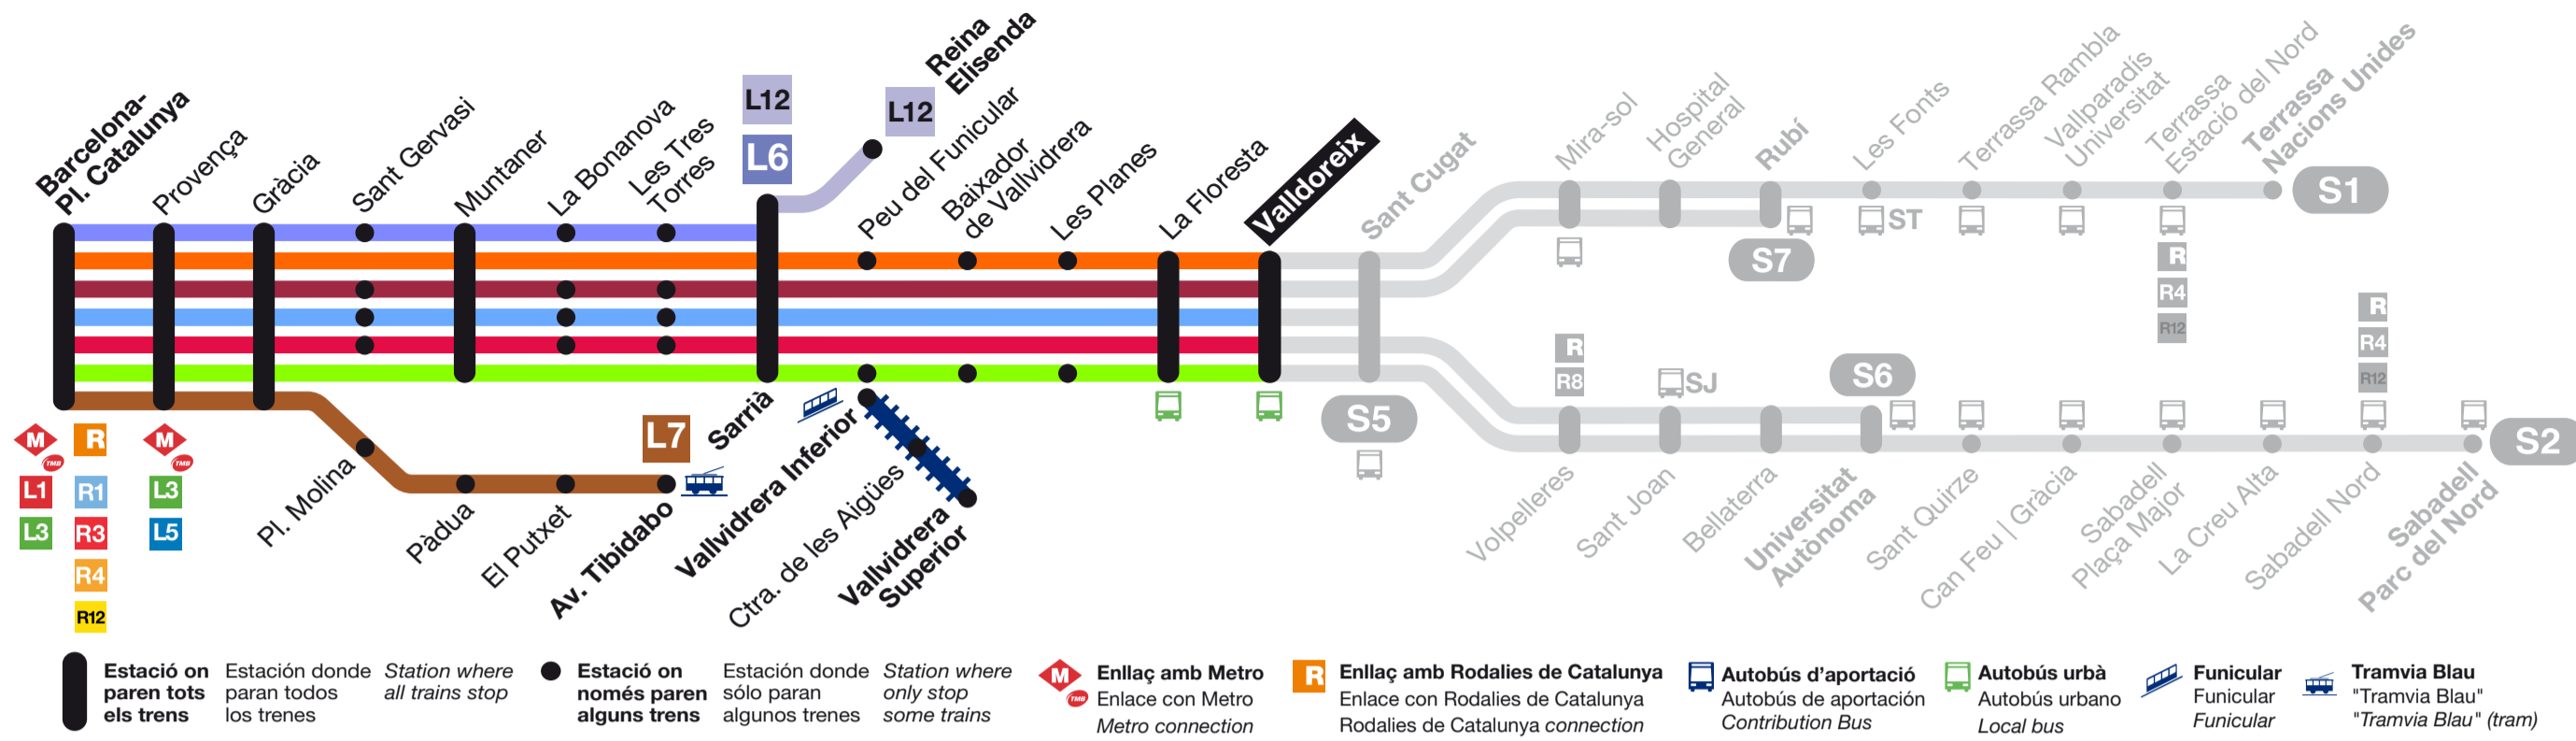 Barcelona-
Pl. Catalunya
Provença
Gràcia
Sant Gervasi
Muntaner
La Bonanova
Les Tres
Torres
L12
L6
L12
Reina
Elisenda
Peu del Funicular
Baixador
de Vallvidrera
Les Planes
La Floresta
Valldoreix
Sant Cugat
Mira-sol
Hospital
General
Rubí
Les Fonts
Terrassa Rambla
Vallparadís
Universitat
Terrassa
Estació del Nord
Terrassa
Nacions Unides
S1
ST
S7
R
R4
R12
R
R8
SJ
S6
R
R4
R12
S5
S2
M
TMB
L1
L3
R
R1
R3
R4
R12
M
TMB
L3
L5
L7
Pl. Molina
Pàdua
El Putxet
Av. Tibidabo
Sarrià
Vallvidrera Inferior
Ctra. de les Aigües
Vallvidrera
Superior
Volpelleres
Sant Joan
Bellaterra
Universitat
Autònoma
Sant Quirze
Can Feu | Gràcia
Sabadell
Plaça Major
La Creu Alta
Sabadell Nord
Sabadell
Parc del Nord
Estació on
paren tots
els trens
Estación donde
paran todos
los trenes
Station where
all trains stop
Estació on
només paren
alguns trens
Estación donde
sólo paran
algunos trenes
Station where
only stop
some trains
M
TMB
Enllaç amb Metro
Enlace con Metro
Metro connection
R
Enllaç amb Rodalies de Catalunya
Enlace con Rodalies de Catalunya
Rodalies de Catalunya connection
Autobús d'aportació
Autobús de aportación
Contribution Bus
Autobús urbà
Autobús urbano
Local bus
Funicular
Funicular
Funicular
Tramvia Blau
"Tramvia Blau"
"Tramvia Blau" (tram)